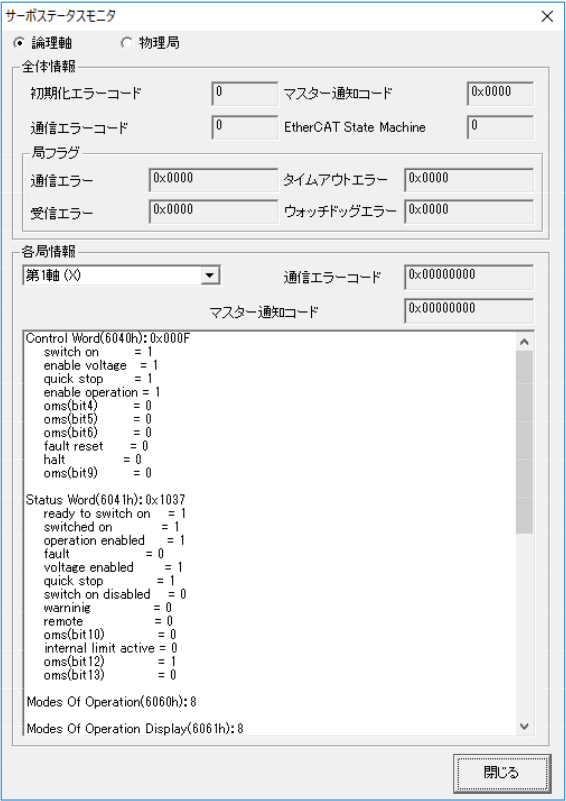 サーボステータスモニタ
論理軸 物理局
全体情報
初期化エラーコード 0 マスター通知コード 0x0000
通信エラーコード 0 EtherCAT State Machine 0
局フラグ
通信エラー 0x0000 タイムアウトエラー 0x0000
受信エラー 0x0000 ウォッチドッグエラー 0x0000
各局情報
第1軸 (X) 通信エラーコード 0x00000000
マスター通知コード 0x00000000
Control Word(6040h): 0x000F
switch on = 1
enable voltage = 1
quick stop = 1
enable operation = 1
oms(bit4) = 0
oms(bit5) = 0
oms(bit6) = 0
fault reset = 0
halt = 0
oms(bit9) = 0
Status Word(6041h): 0x1037
ready to switch on = 1
switched on = 1
operation enabled = 1
fault = 0
voltage enabled = 1
quick stop = 1
switch on disabled = 0
warninig = 0
remote = 0
oms(bit10) = 0
internal limit active = 0
oms(bit12) = 1
oms(bit13) = 0
Modes Of Operation(6060h): 8
Modes Of Operation Display(6061h): 8
閉じる